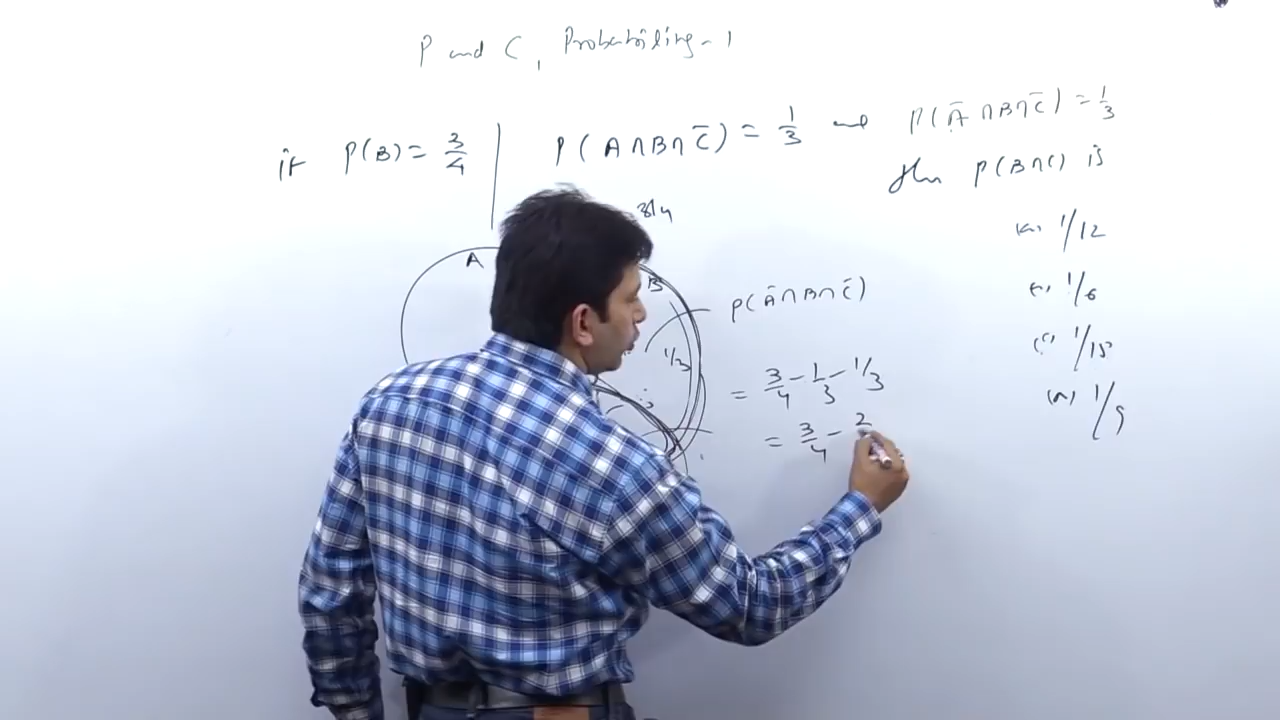 P and C, Probability - 1
if P(B) = 3/4 | P(A∩B∩C̄) = 1/3 and P(Ā∩B∩C̄) = 1/3
then P(B∩C) is
3/4
(a) 1/12
A
B
P(Ā∩B∩C̄)
1/6
1/3
(c) 1/15
= 3/4 - 1/3 - 1/3
1/9
= 3/4 - 2